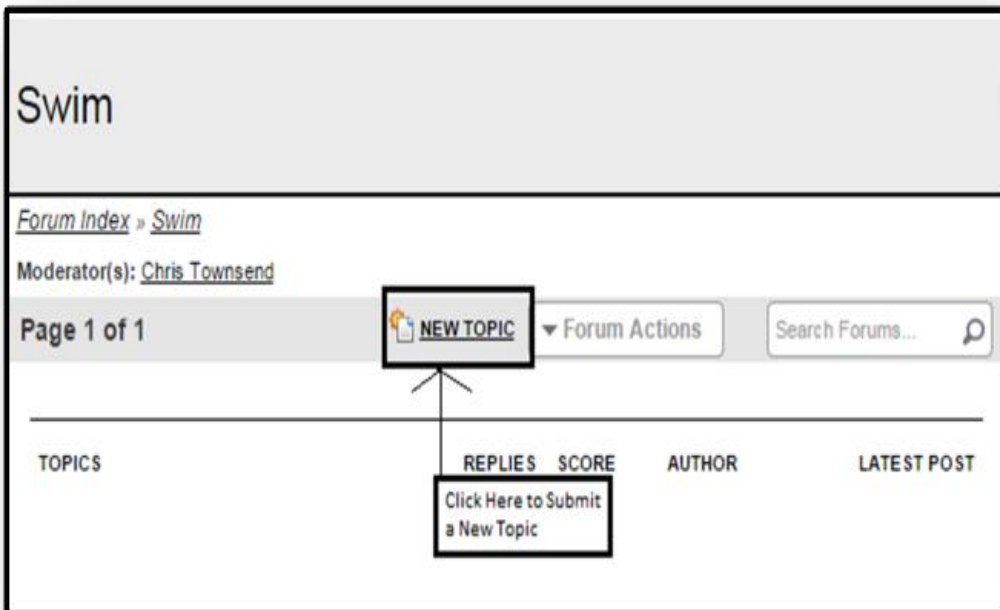 Swim
Forum Index » Swim
Moderator(s): Chris Townsend
Page 1 of 1 NEW TOPIC Forum Actions Search Forums...
TOPICS REPLIES SCORE AUTHOR LATEST POST
Click Here to Submit
a New Topic